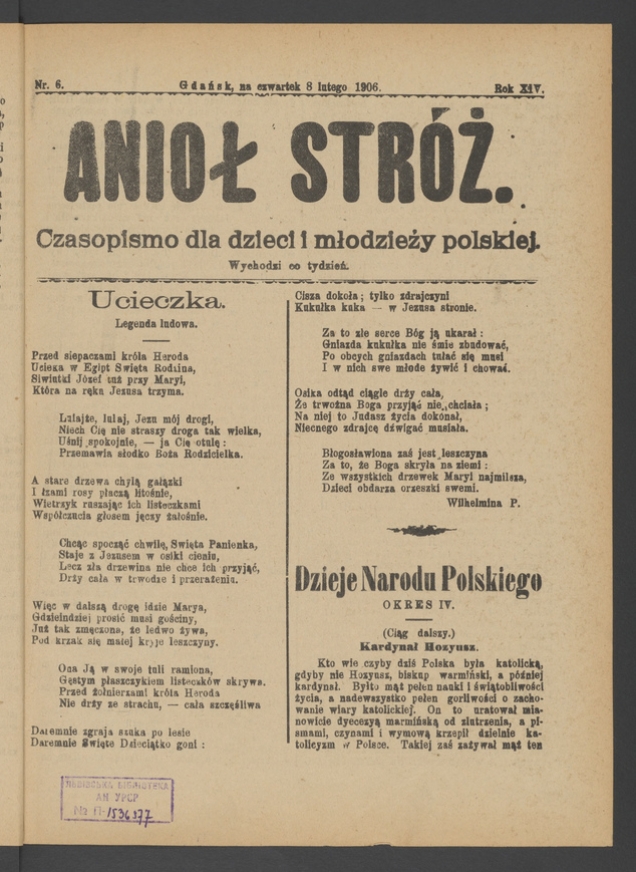 Nr. 6.
Gdańsk, na czwartek 8 lutego 1906.
Rok XIV.
ANIOŁ STRÓŻ.
Czasopismo dla dzieci i młodzieży polskiej.
Wychodzi co tydzień.
Ucieczka.
Legenda ludowa.
Przed siepaczami króla Heroda
Ucieka w Egipt Święta Rodzina,
Siwiutki Józef tuż przy Maryi,
Która na ręku Jezusa trzyma.
Lulajże, lulaj, Jezu mój drogi,
Niech Cię nie straszy droga tak wielka,
Uśnij spokojnie, — ja Cię otulę :
Przemawia słodko Boża Rodzicielka.
A stare drzewa chylą gałązki
I łzami rosy płaczą litośnie,
Wietrzyk ruszając ich listeczkami
Współczucia głosem jęczy żałośnie.
Chcąc spocząć chwilę, Święta Panienka,
Staje z Jezusem w osiki cieniu,
Lecz zła drzewina nie chce ich przyjąć,
Drży cała w trwodze i przerażeniu.
Więc w dalszą drogę idzie Marya,
Gdzieindziej prosić musi gościny,
Już tak zmęczona, że ledwo żywa,
Pod krzak się małej kryje leszczyny.
Ona Ją w swoje tuli ramiona,
Gęstym płaszczykiem listeczków skrywa.
Przed żołnierzami króla Heroda
Nie drży ze strachu, — cała szczęśliwa
Daremnie zgraja szuka po lesie
Daremnie Święte Dzieciątko goni :
Cisza dokoła ; tylko zdrajczyni
Kukułka kuka — w Jezusa stronie.
Za to złe serce Bóg ją ukarał :
Gniazda kukułka nie śmie zbudować,
Po obcych gniazdach tułać się musi
I w nich swe młode żywić i chować.
Osika odtąd ciągle drży cała,
Że trwożna Boga przyjąć nie chciała ;
Na niej to Judasz życia dokonał,
Niecnego zdrajcę dźwigać musiała.
Błogosławiona zaś jest leszczyna
Za to, że Boga skryła na ziemi :
Ze wszystkich drzewek Maryi najmilsza,
Dzieci obdarza orzeszki swemi.
Wilhelmina P.
Dzieje Narodu Polskiego
OKRES IV.
(Ciąg dalszy.)
Kardynał Hozyusz.
Kto wie czyby dziś Polska była katolicką,
gdyby nie Hozyusz, biskup warmiński, a później
kardynał. Był to mąż pełen nauki i świątobliwości
życia, a nadewszystko pełen gorliwości o zacho-
wanie wiary katolickiej. On to uratował mia-
nowicie dyecezyą warmińską od zlutrzenia, a pi-
smami, czynami i wymową krzepił dzielnie ka-
tolicyzm w Polsce. Takiej zaś zażywał mąż ten
ЛЬВІВСЬКА БІБЛІОТЕКА
АН УРСР
№ П-1536377